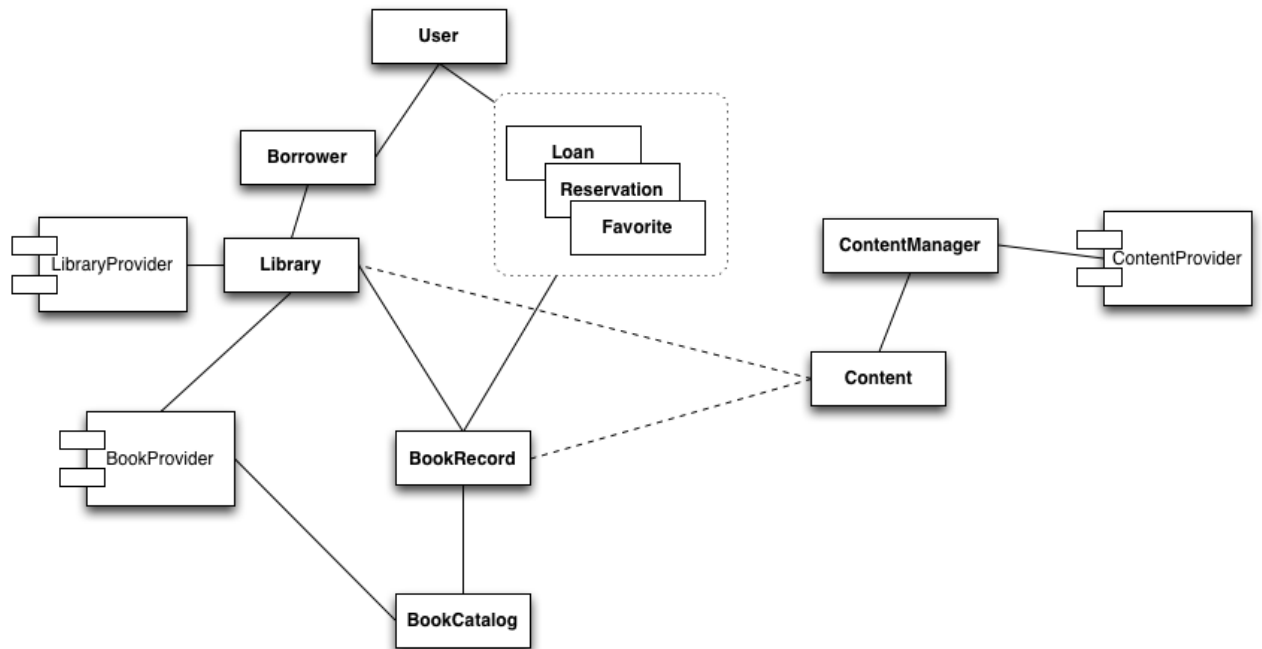 User
Borrower
Loan
Reservation
Favorite
LibraryProvider
Library
ContentManager
ContentProvider
Content
BookProvider
BookRecord
BookCatalog